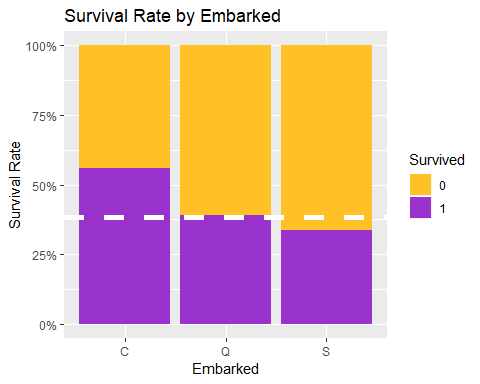 Survival Rate by Embarked
100%
75%
50%
25%
0%
Survival Rate
C Q S
Embarked
Survived
0
1